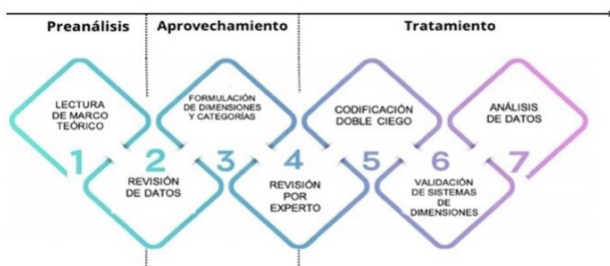 Preanálisis
Aprovechamiento
Tratamiento
LECTURA
DE MARCO
TEÓRICO
1
2
REVISIÓN
DE DATOS
FORMULACIÓN
DE DIMENSIONES
Y CATEGORÍAS
3
4
REVISIÓN
POR
EXPERTO
CODIFICACIÓN
DOBLE CIEGO
5
6
VALIDACIÓN
DE SISTEMAS
DE
DIMENSIONES
ANÁLISIS
DE DATOS
7